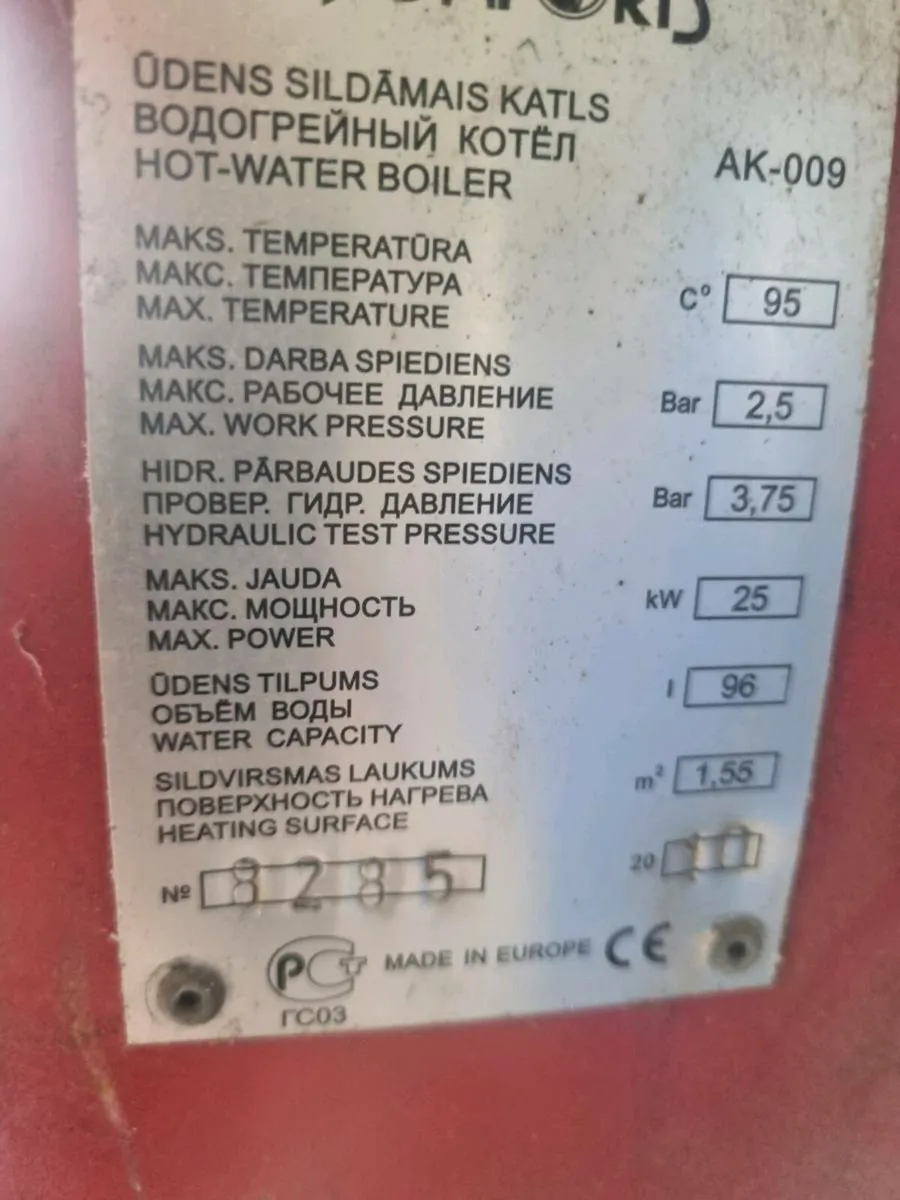 ŪDENS SILDĀMAIS KATLS
ВОДОГРЕЙНЫЙ КОТЁЛ
HOT-WATER BOILER
AK-009
MAKS. TEMPERATŪRA
МАКС. ТЕМПЕРАТУРА
MAX. TEMPERATURE
C° 95
MAKS. DARBA SPIEDIENS
МАКС. РАБОЧЕЕ ДАВЛЕНИЕ
MAX. WORK PRESSURE
Bar 2,5
HIDR. PĀRBAUDES SPIEDIENS
ПРОВЕР. ГИДР. ДАВЛЕНИЕ
HYDRAULIC TEST PRESSURE
Bar 3,75
MAKS. JAUDA
МАКС. МОЩНОСТЬ
MAX. POWER
kW 25
ŪDENS TILPUMS
ОБЪЁМ ВОДЫ
WATER CAPACITY
l 96
SILDVIRSMAS LAUKUMS
ПОВЕРХНОСТЬ НАГРЕВА
HEATING SURFACE
m² 1,55
№ 8285
20 10
РСТ MADE IN EUROPE CE
ГС03